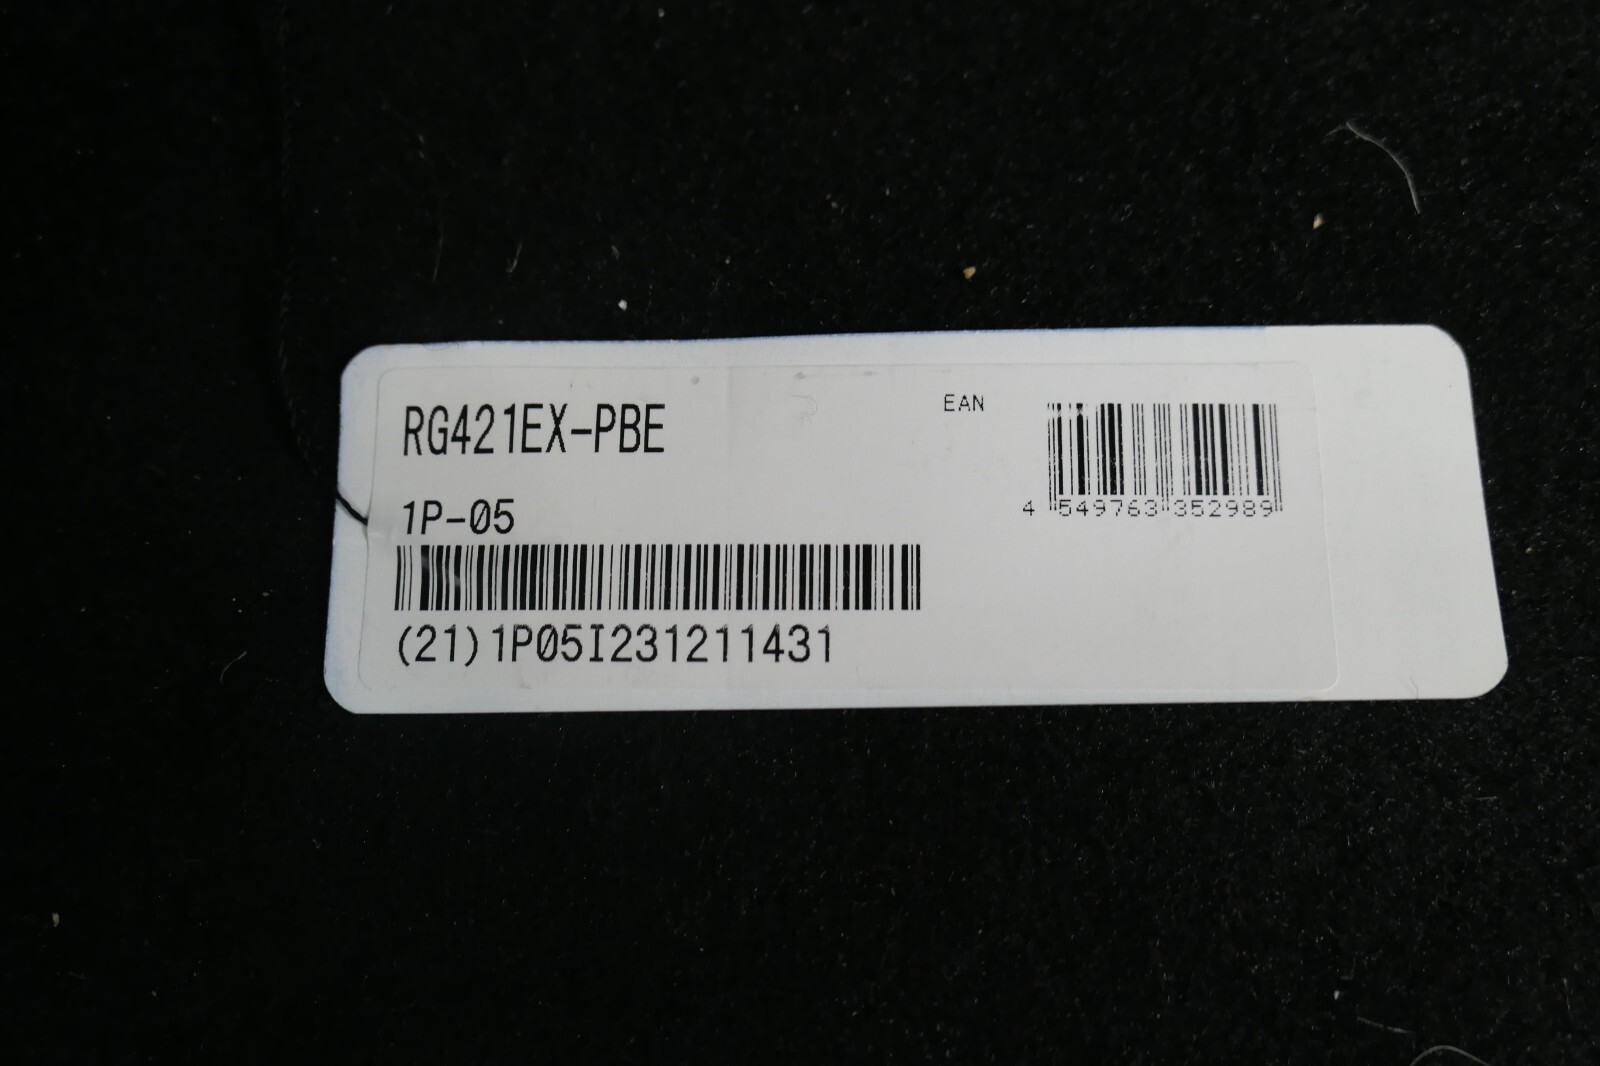 RG421EX-PBE
EAN
4 549763 352989
1P-05
(21)1P05I231211431